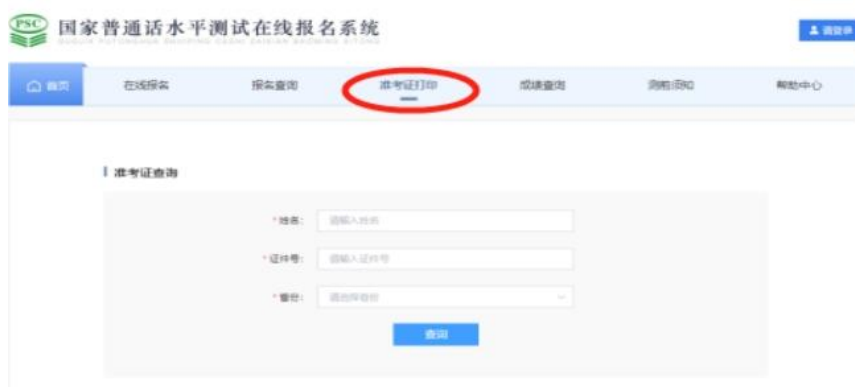 PSC
国家普通话水平测试在线报名系统
请登录
首页
在线报名
报名查询
准考证打印
成绩查询
测前须知
帮助中心
准考证查询
*姓名: 请输入姓名
*证件号: 请输入证件号
*省份: 请选择省份
查询